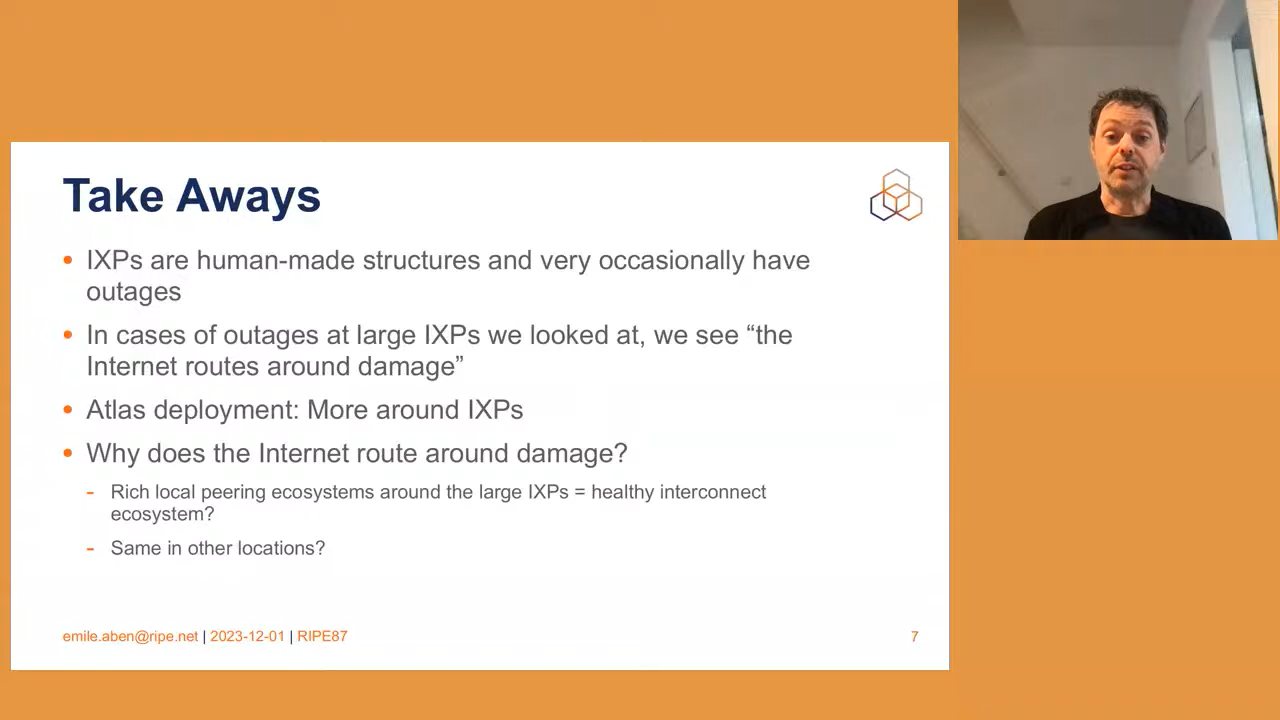 Take Aways
• IXPs are human-made structures and very occasionally have
outages
• In cases of outages at large IXPs we looked at, we see “the
Internet routes around damage”
• Atlas deployment: More around IXPs
• Why does the Internet route around damage?
- Rich local peering ecosystems around the large IXPs = healthy interconnect
ecosystem?
- Same in other locations?
emile.aben@ripe.net | 2023-12-01 | RIPE87
7